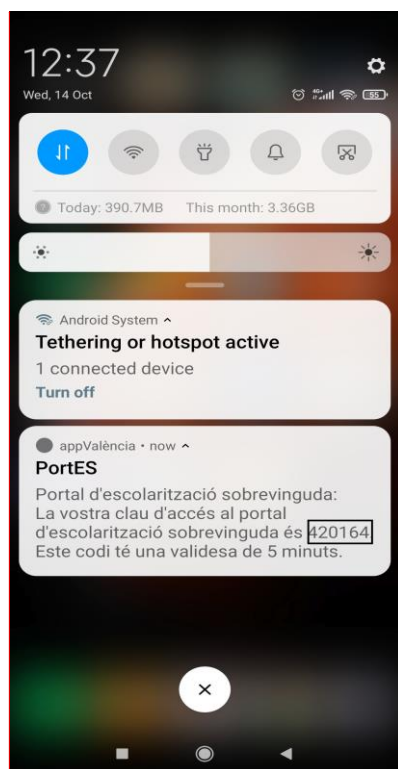 12:37
Wed, 14 Oct
55
Today: 390.7MB This month: 3.36GB
Android System
Tethering or hotspot active
1 connected device
Turn off
appValència • now
PortES
Portal d'escolarització sobrevinguda:
La vostra clau d'accés al portal
d'escolarització sobrevinguda és 420164
Este codi té una validesa de 5 minuts.